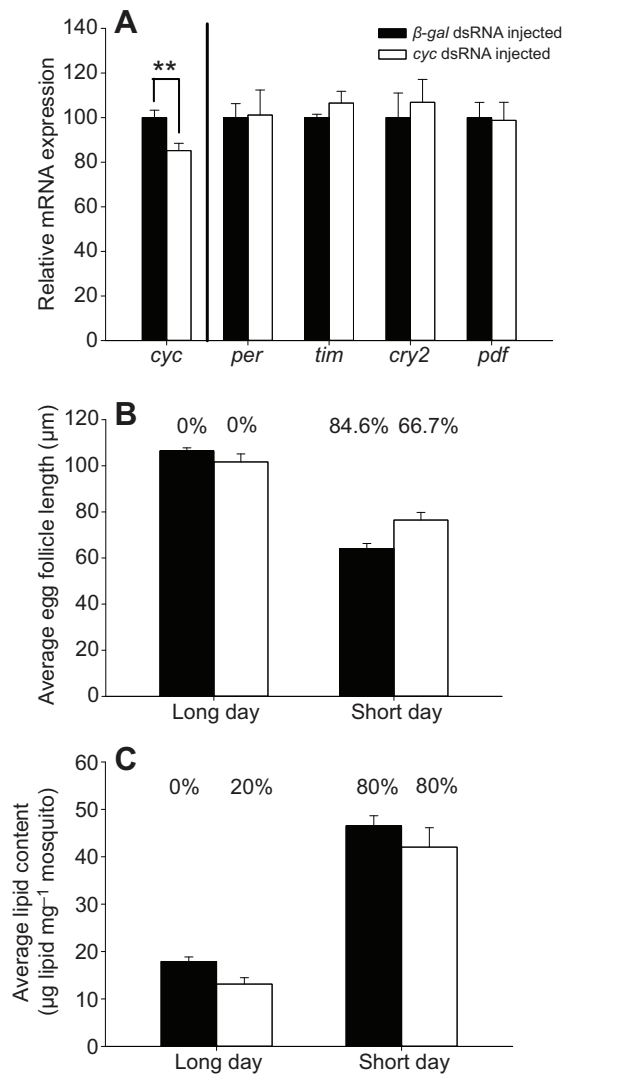 A
β-gal dsRNA injected
cyc dsRNA injected
**
Relative mRNA expression
140
120
100
80
60
40
20
0
cyc per tim cry2 pdf
B
0% 0% 84.6% 66.7%
Average egg follicle length (μm)
120
100
80
60
40
20
0
Long day Short day
C
0% 20% 80% 80%
Average lipid content
(μg lipid mg–1 mosquito)
60
50
40
30
20
10
0
Long day Short day